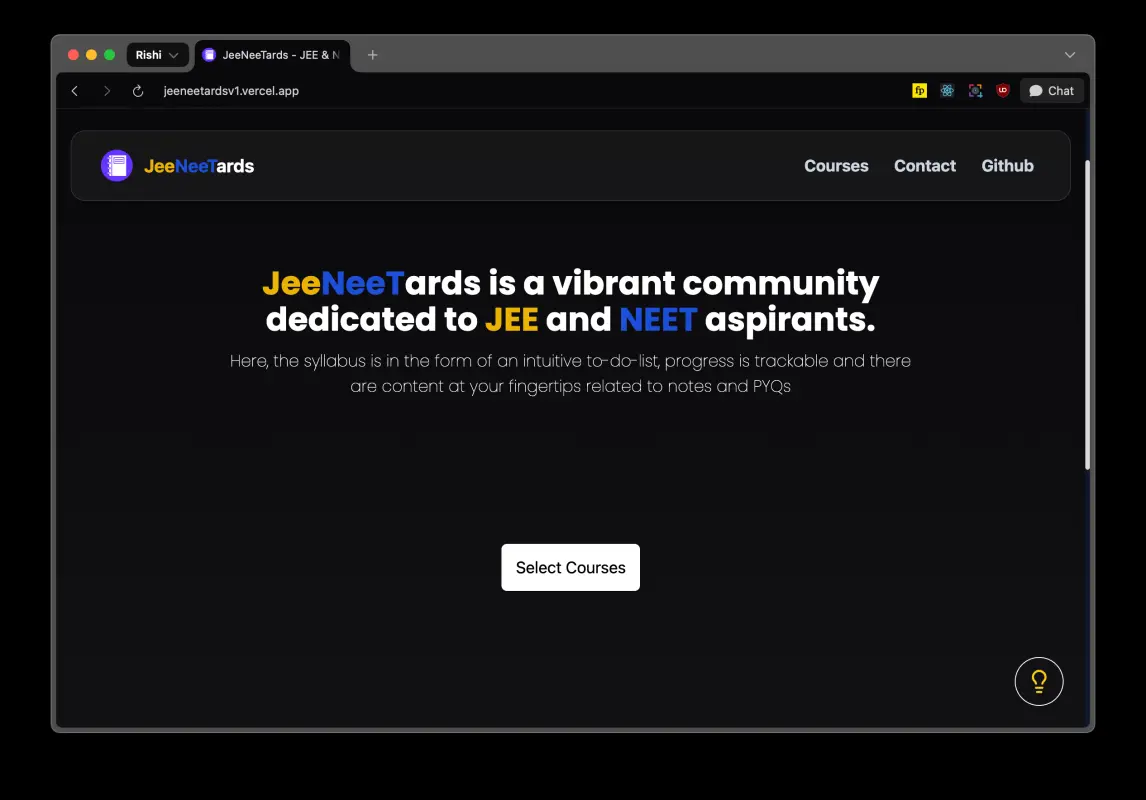 Rishi
JeeNeeTards - JEE & N
jeeneetardsv1.vercel.app
fp
UD
Chat
JeeNeeTards
Courses
Contact
Github
JeeNeeTards is a vibrant community
dedicated to JEE and NEET aspirants.
Here, the syllabus is in the form of an intuitive to-do-list, progress is trackable and there
are content at your fingertips related to notes and PYQs
Select Courses